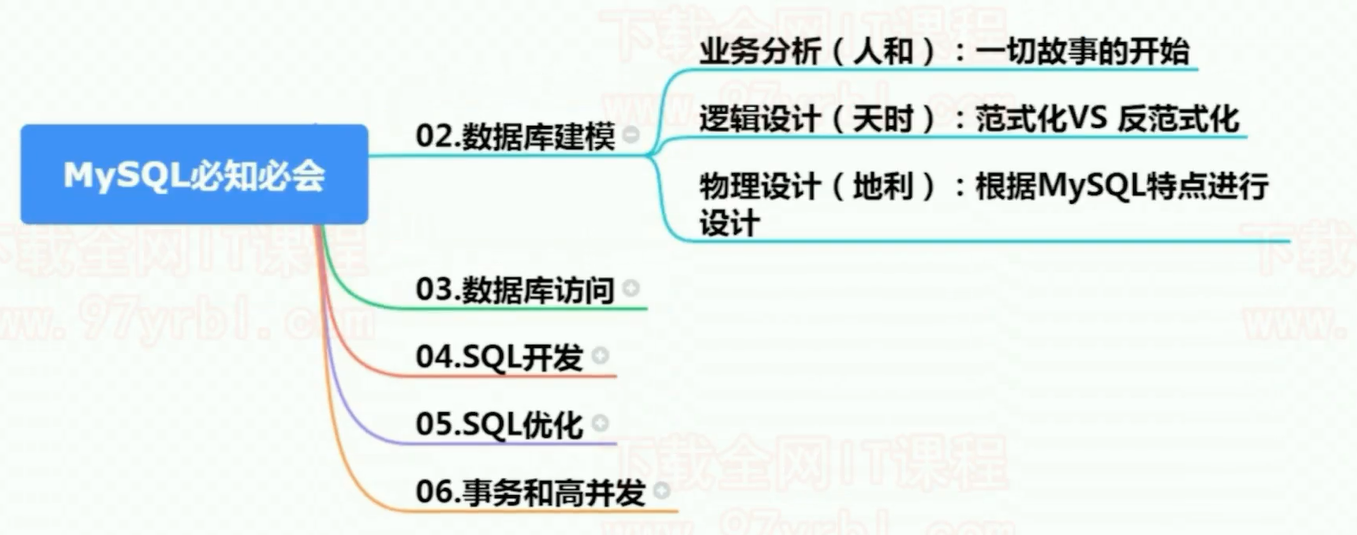 下载全网IT课程
业务分析（人和）：一切故事的开始
www.97yrbl.com
逻辑设计（天时）：范式化VS 反范式化
02.数据库建模
MySQL必知必会
物理设计（地利）：根据MySQL特点进行
设计
下载全网IT课程
下载
03.数据库访问
www.97yrbl.com
www.
04.SQL开发
05.SQL优化
下载全网IT课程
06.事务和高并发
www.97yrbl.com